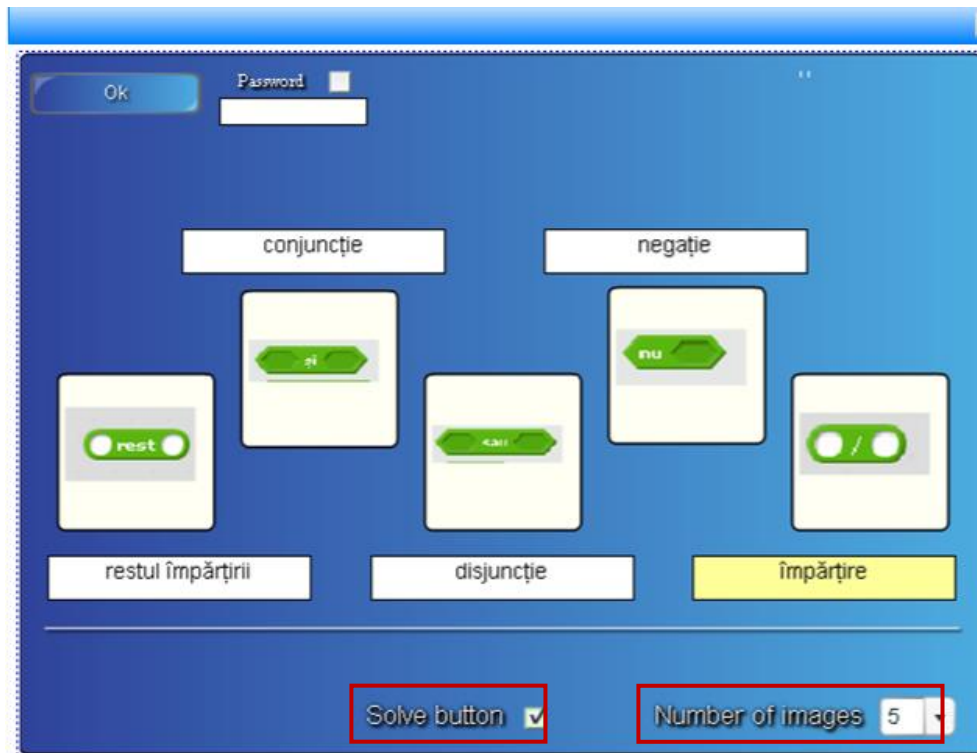 Ok
Password
"
conjuncție
negație
și
nu
rest
sau
/
restul împărțirii
disjuncție
împărțire
Solve button
Number of images 5